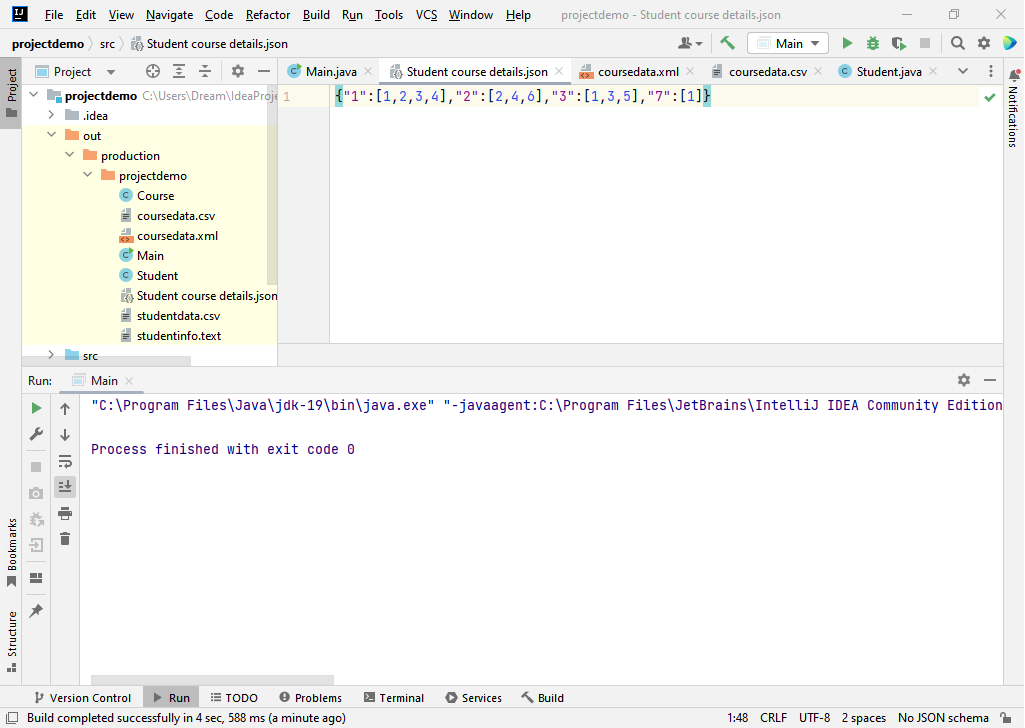 File Edit View Navigate Code Refactor Build Run Tools VCS Window Help projectdemo - Student course details.json
projectdemo src Student course details.json Main
Project Project Main.java Student course details.json coursedata.xml coursedata.csv Student.java Notifications
projectdemo C:\Users\Dream\IdeaProje 1 {"1":[1,2,3,4],"2":[2,4,6],"3":[1,3,5],"7":[1]}
.idea
out
production
projectdemo
Course
coursedata.csv
coursedata.xml
Main
Student
Student course details.json
studentdata.csv
studentinfo.text
src
Run: Main
"C:\Program Files\Java\jdk-19\bin\java.exe" "-javaagent:C:\Program Files\JetBrains\IntelliJ IDEA Community Edition
Process finished with exit code 0
Bookmarks
Structure
Version Control Run TODO Problems Terminal Services Build
Build completed successfully in 4 sec, 588 ms (a minute ago) 1:48 CRLF UTF-8 2 spaces No JSON schema